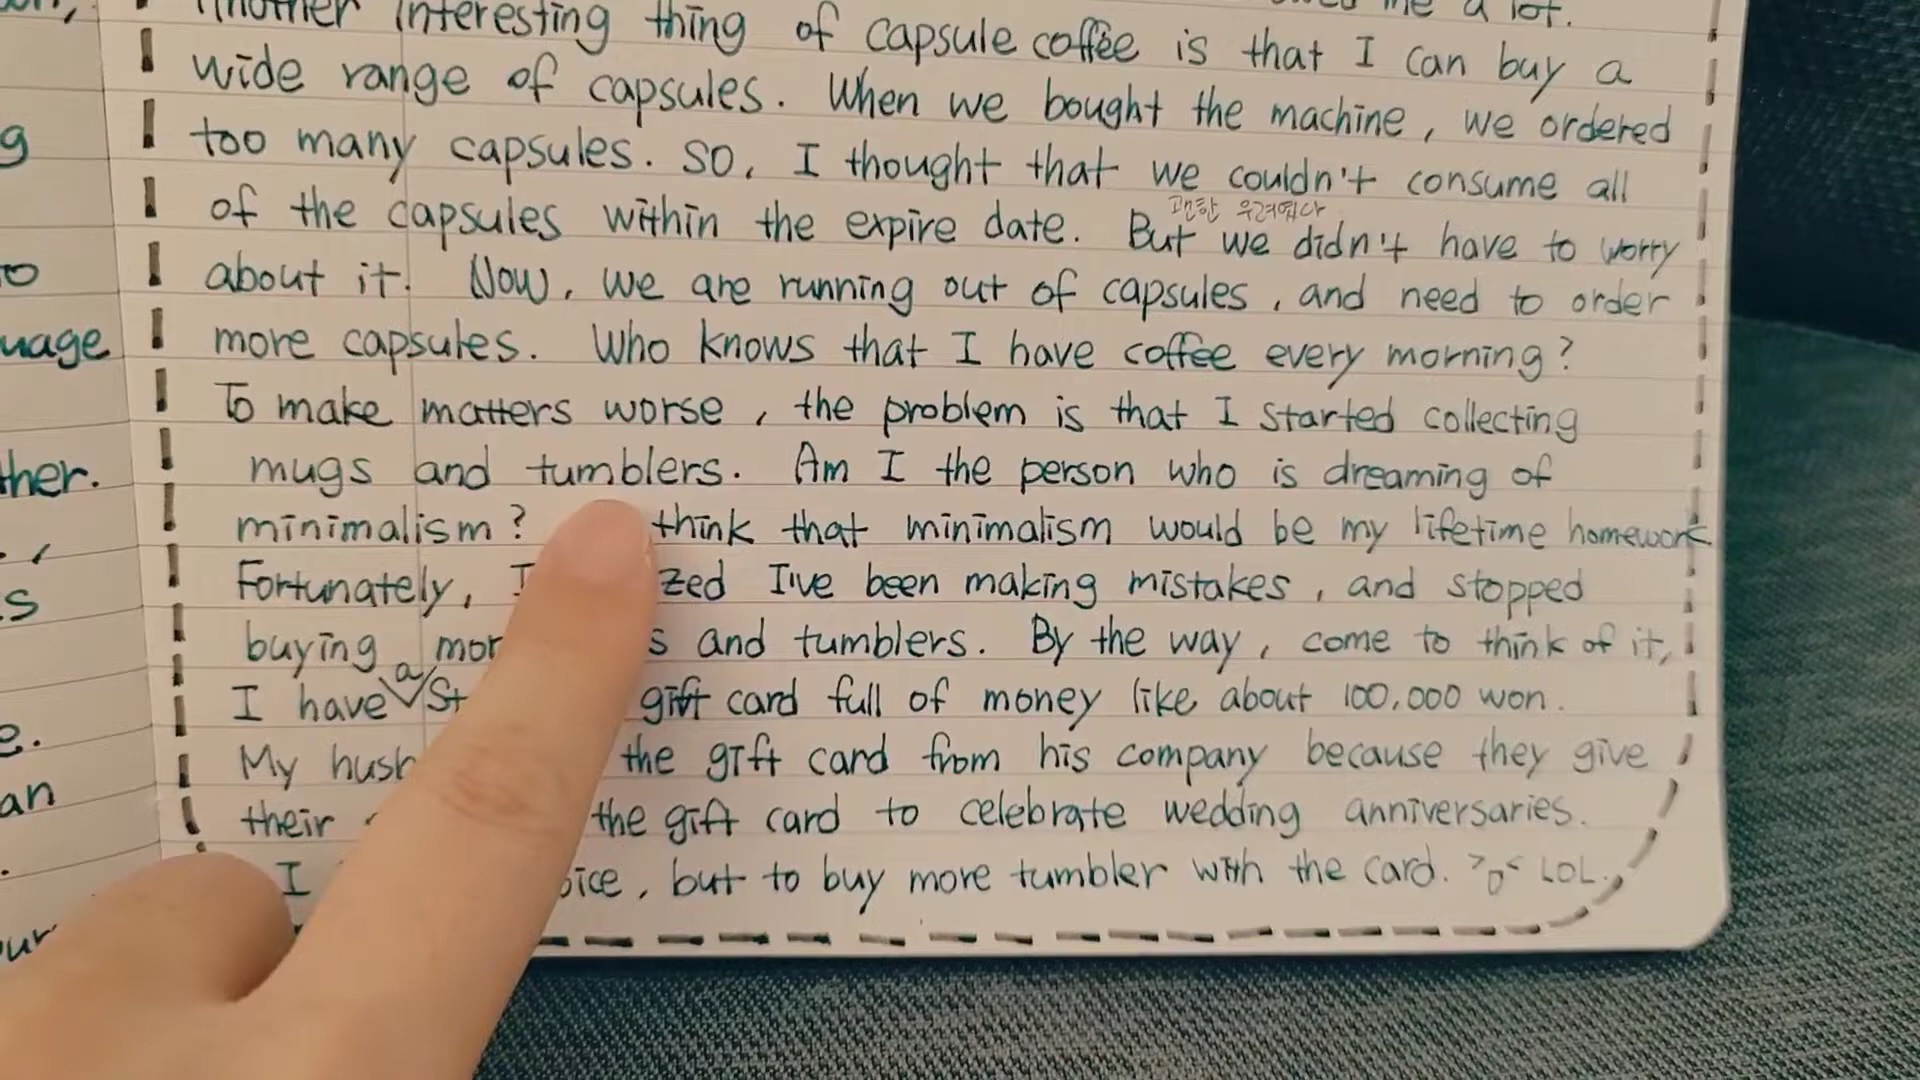 me a lot.
Another interesting thing of capsule coffee is that I can buy a
wide range of capsules. When we bought the machine, we ordered
too many capsules. So, I thought that we couldn't consume all
of the capsules within the expire date. But we didn't have to worry
괜한 우려였다
about it. Now, we are running out of capsules, and need to order
more capsules. Who knows that I have coffee every morning?
To make matters worse, the problem is that I started collecting
mugs and tumblers. Am I the person who is dreaming of
minimalism? think that minimalism would be my lifetime homework
Fortunately, I zed I've been making mistakes, and stopped
buying mor s and tumblers. By the way, come to think of it,
I have a St gift card full of money like about 100,000 won.
My husb the gift card from his company because they give
their the gift card to celebrate wedding anniversaries.
I oice, but to buy more tumbler with the card. >o< LOL.
g
o
uage
ther.
s
e.
an